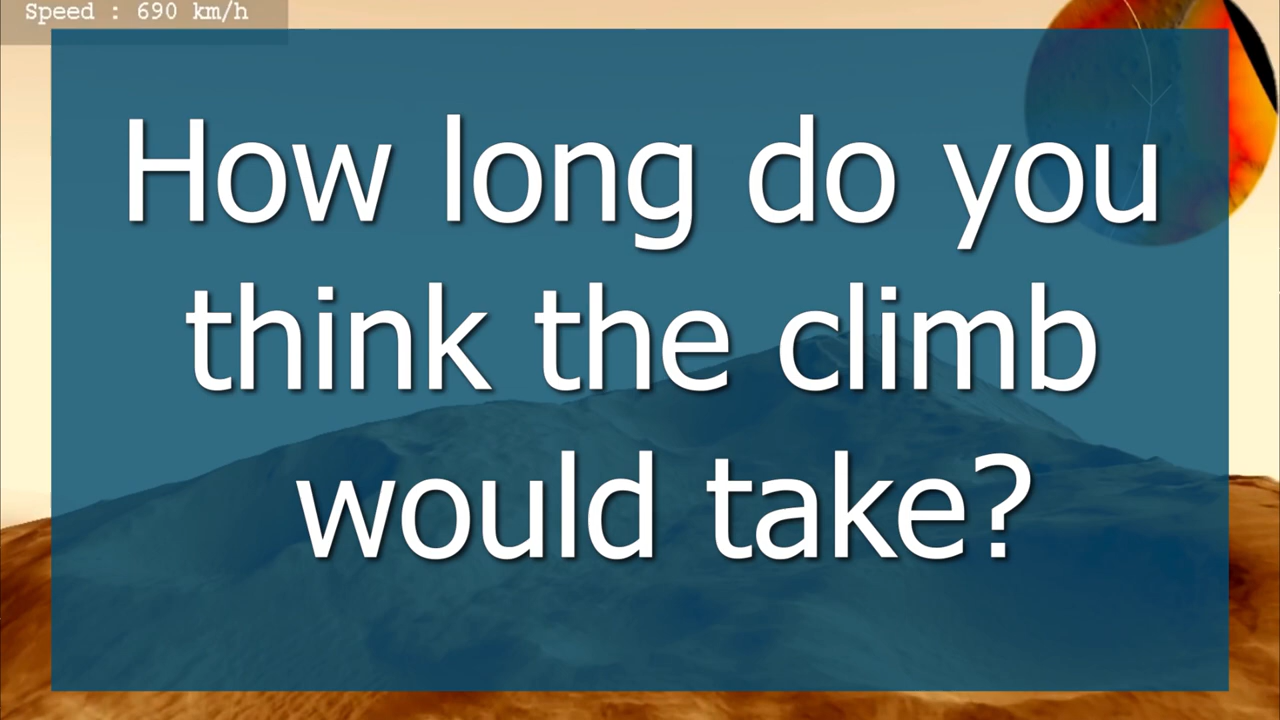 Speed : 690 km/h
How long do you
think the climb
would take?